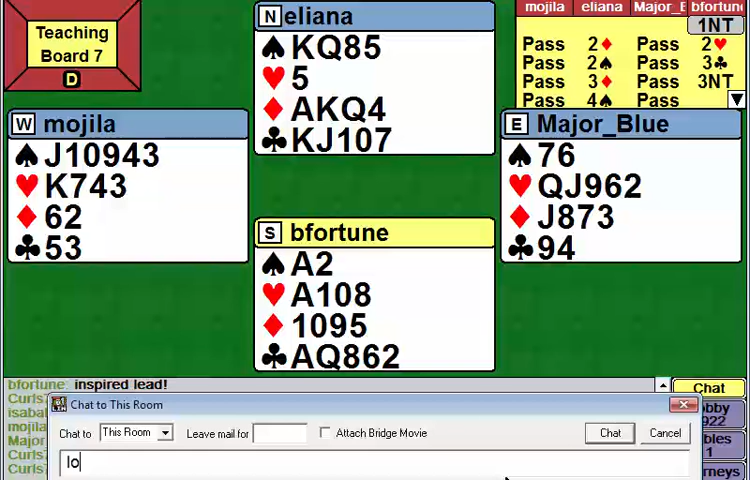 Teaching
Board 7
D
N eliana
♠KQ85
♥5
♦AKQ4
♣KJ107
mojila eliana Major_E bfortune
1NT
Pass 2♦ Pass 2♥
Pass 2♠ Pass 3♣
Pass 3♦ Pass 3NT
Pass 4♠ Pass
W mojila
♠J10943
♥K743
♦62
♣53
E Major_Blue
♠76
♥QJ962
♦J873
♣94
S bfortune
♠A2
♥A108
♦1095
♣AQ862
bfortune: inspired lead!
Chat
Chat to This Room
Chat to This Room Leave mail for Attach Bridge Movie Chat Cancel
lo